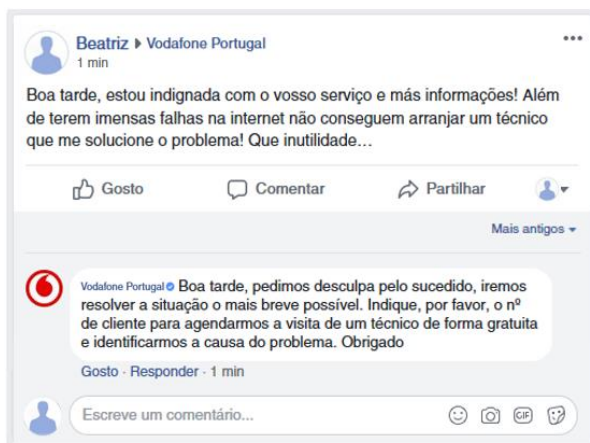 Beatriz ▶ Vodafone Portugal
1 min
Boa tarde, estou indignada com o vosso serviço e más informações! Além
de terem imensas falhas na internet não conseguem arranjar um técnico
que me solucione o problema! Que inutilidade…
Gosto Comentar Partilhar
Mais antigos
Vodafone Portugal Boa tarde, pedimos desculpa pelo sucedido, iremos
resolver a situação o mais breve possível. Indique, por favor, o nº
de cliente para agendarmos a visita de um técnico de forma gratuita
e identificarmos a causa do problema. Obrigado
Gosto · Responder · 1 min
Escreve um comentário... GIF